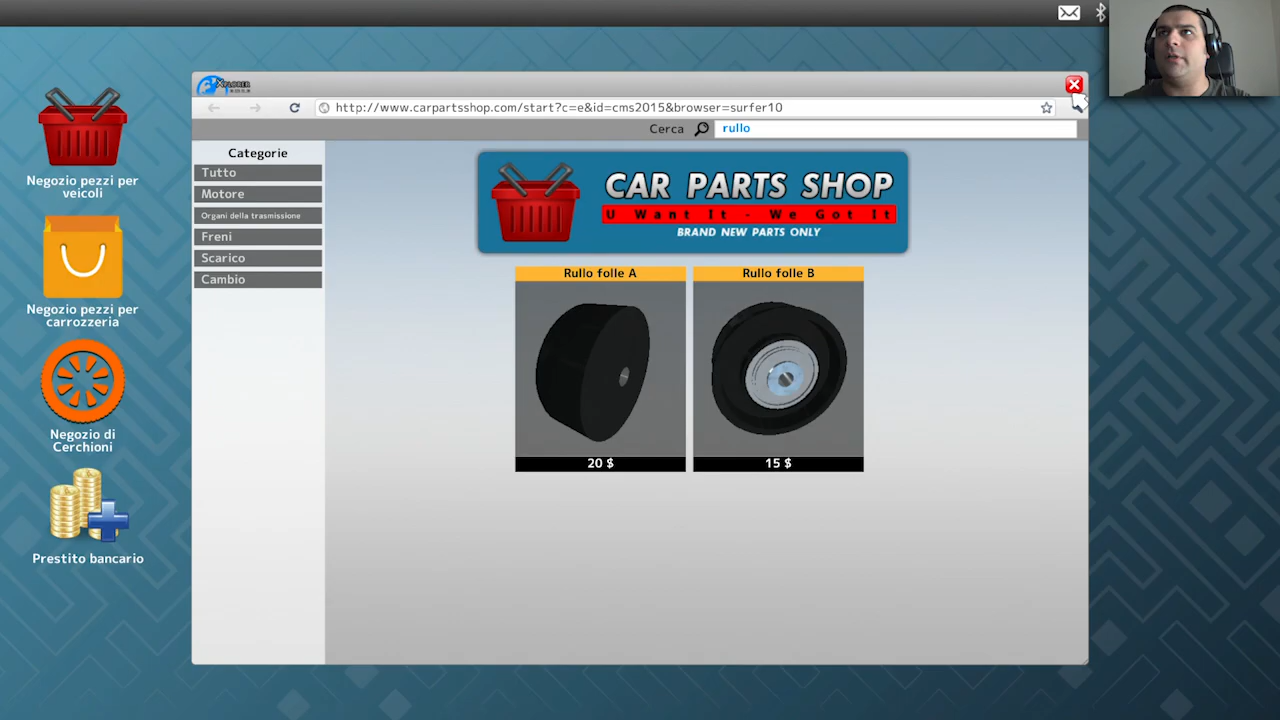 XPLORER
http://www.carpartsshop.com/start?c=e&id=cms2015&browser=surfer10
Cerca
rullo
Categorie
Tutto
Motore
Organi della trasmissione
Freni
Scarico
Cambio
CAR PARTS SHOP
U Want It - We Got It
BRAND NEW PARTS ONLY
Rullo folle A
20 $
Rullo folle B
15 $
Negozio pezzi per
veicoli
Negozio pezzi per
carrozzeria
Negozio di
Cerchioni
Prestito bancario